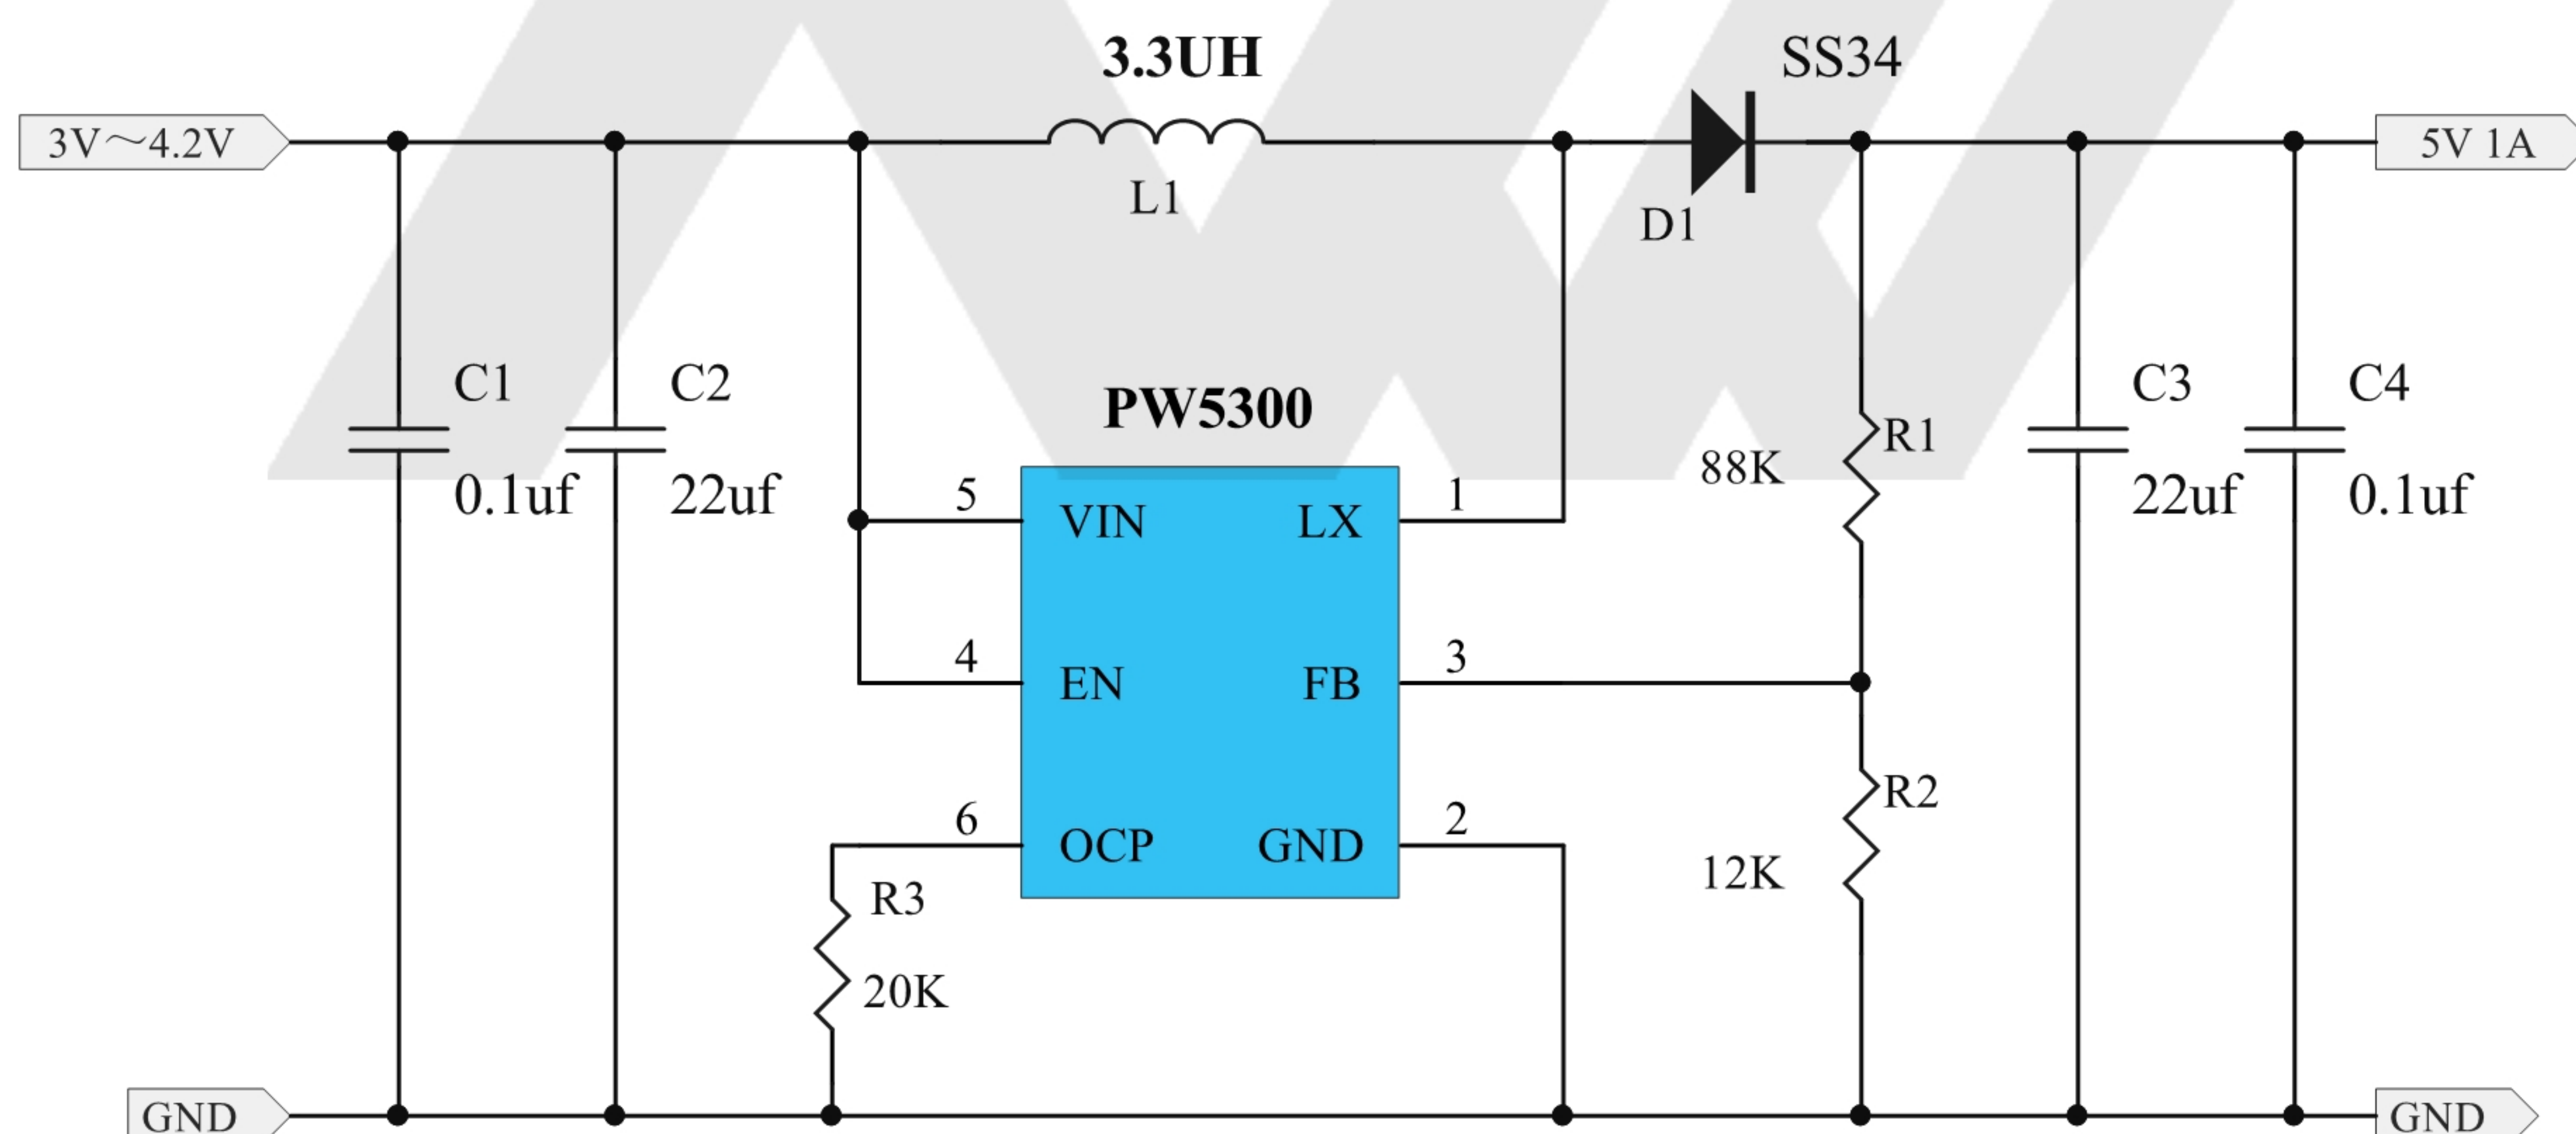 3.3UH
SS34
3V～4.2V
5V 1A
L1
D1
C1
C2
C3
C4
PW5300
R1
88K
0.1uf
22uf
22uf
0.1uf
5
VIN
LX
1
4
EN
FB
3
6
OCP
GND
2
R2
12K
R3
20K
GND
GND